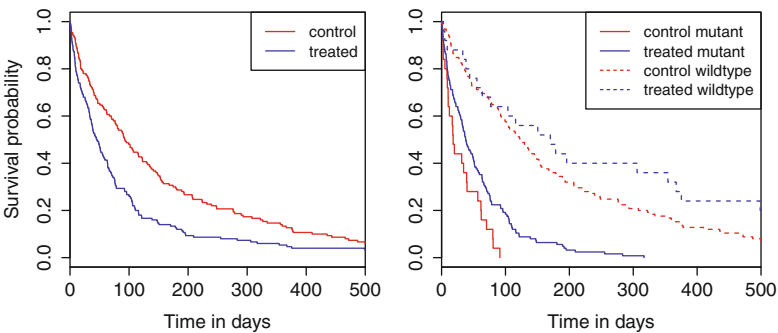 Survival probability
1.0
0.8
0.6
0.4
0.2
0.0
control
treated
0 100 200 300 400 500
Time in days
1.0
0.8
0.6
0.4
0.2
0.0
control mutant
treated mutant
control wildtype
treated wildtype
0 100 200 300 400 500
Time in days